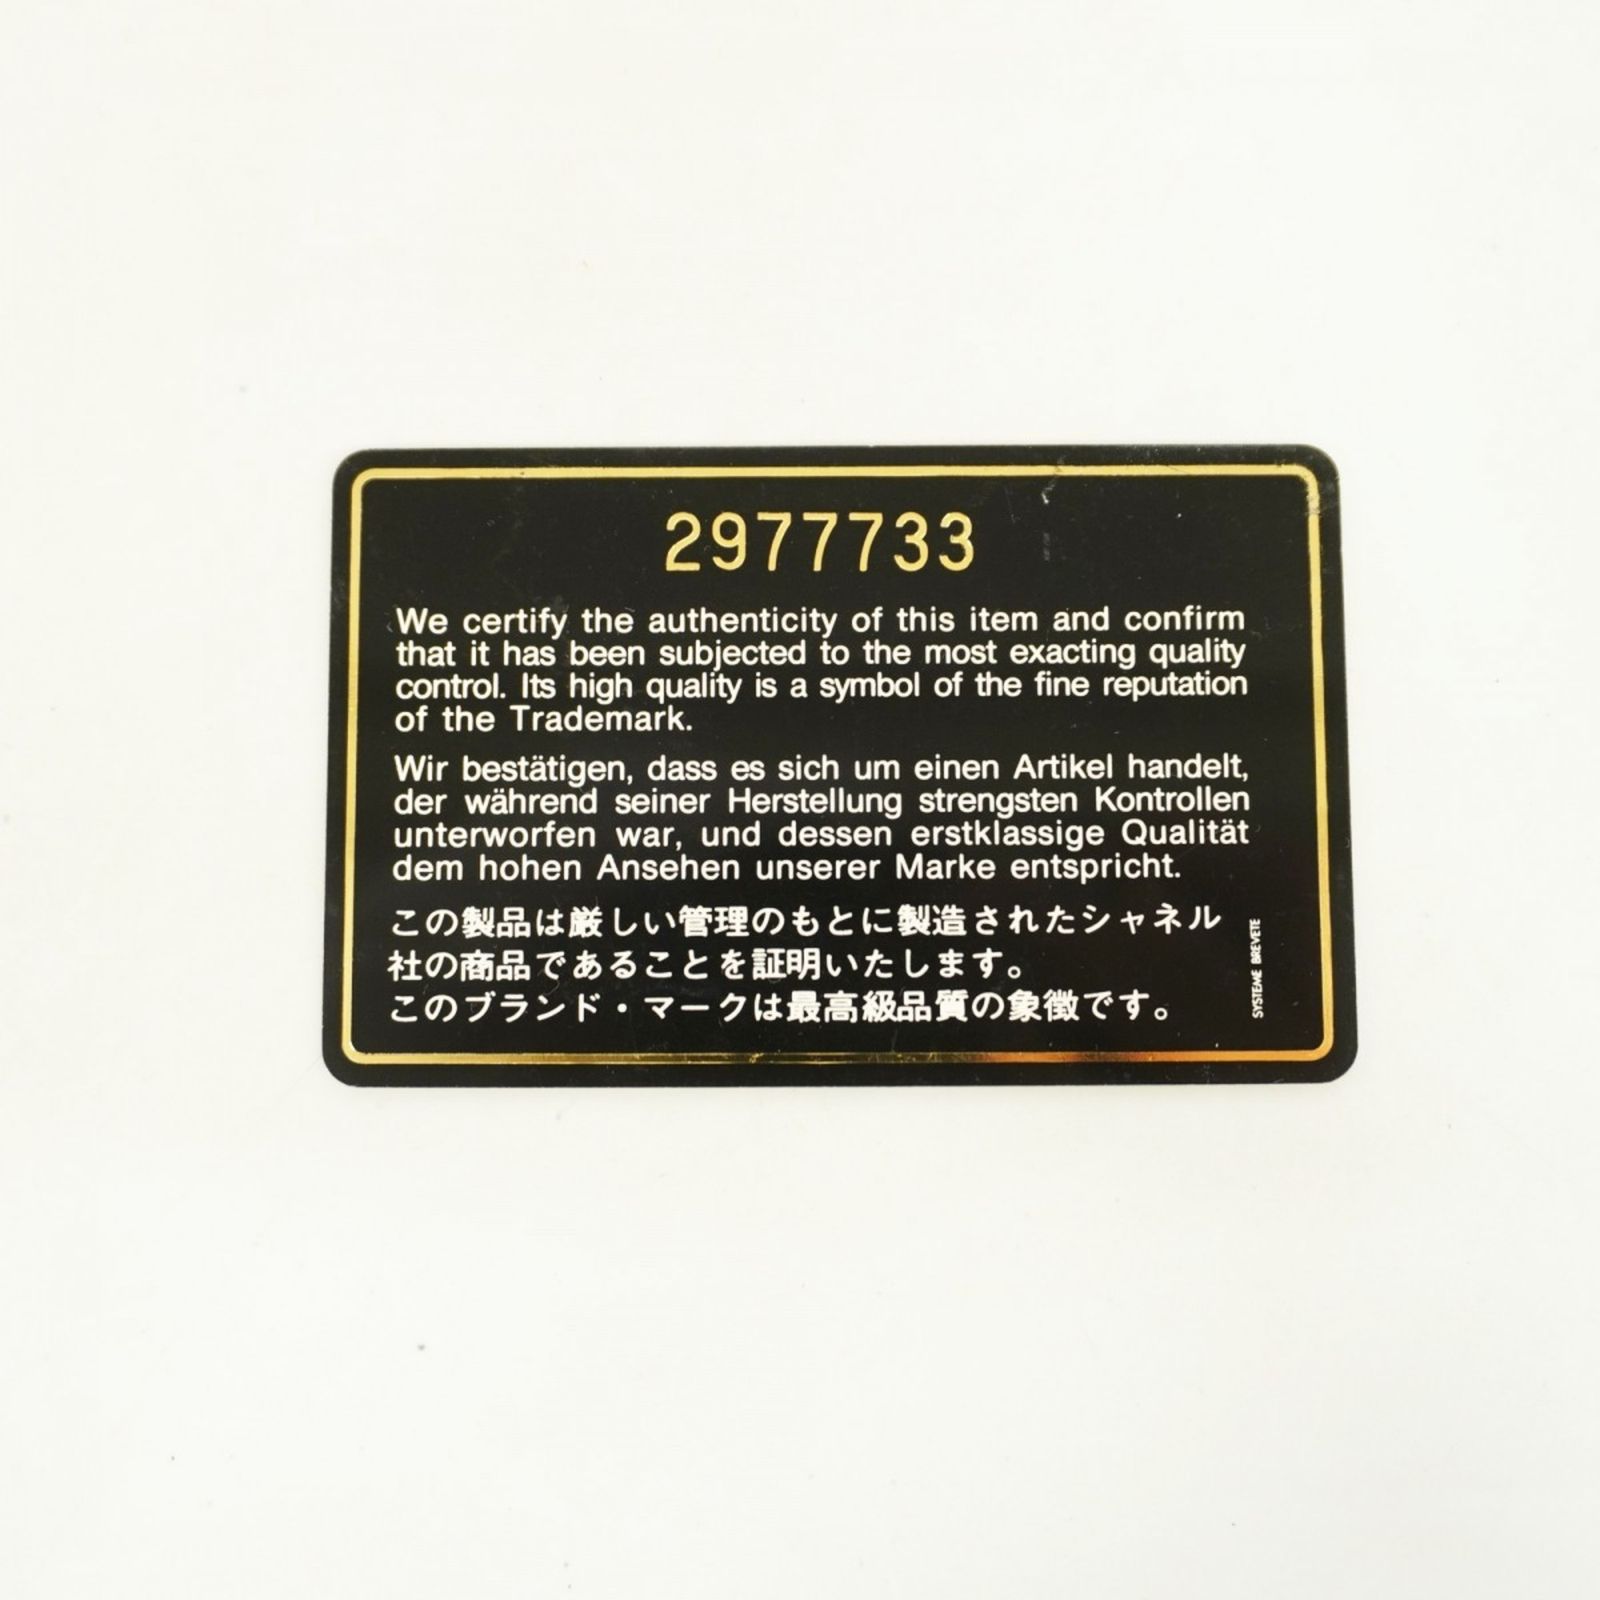 2977733
We certify the authenticity of this item and confirm
that it has been subjected to the most exacting quality
control. Its high quality is a symbol of the fine reputation
of the Trademark.
Wir bestätigen, dass es sich um einen Artikel handelt,
der während seiner Herstellung strengsten Kontrollen
unterworfen war, und dessen erstklassige Qualität
dem hohen Ansehen unserer Marke entspricht.
この製品は厳しい管理のもとに製造されたシャネル
社の商品であることを証明いたします。
このブランド・マークは最高級品質の象徴です。
SYSTEME BREVETE